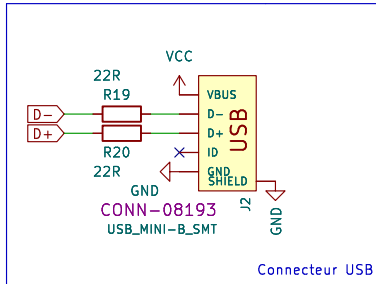 VCC
22R
R19
VBUS
D-
D-
D+
D+
USB
R20
ID
22R
GND
GND
SHIELD
CONN-08193
J2
GND
USB_MINI-B_SMT
Connecteur USB